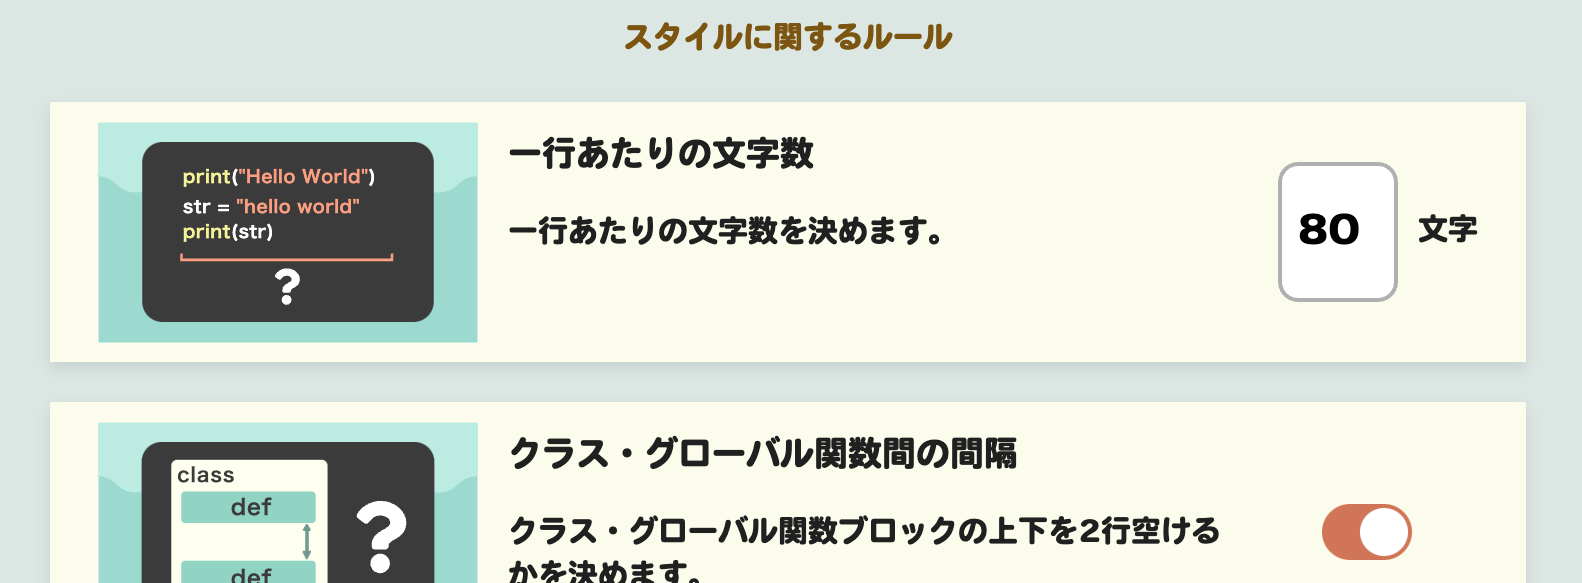 スタイルに関するルール
print("Hello World")
str = "hello world"
print(str)
?
一行あたりの文字数
一行あたりの文字数を決めます。
80 文字
class
def
def
?
クラス・グローバル関数間の間隔
クラス・グローバル関数ブロックの上下を2行空ける
かを決めます。